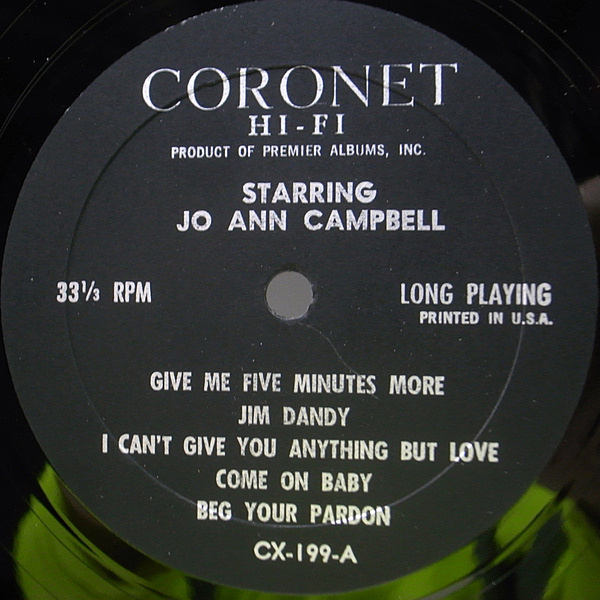 CORONET
HI-FI
PRODUCT OF PREMIER ALBUMS, INC.
STARRING
JO ANN CAMPBELL
33⅓ RPM
LONG PLAYING
PRINTED IN U.S.A.
GIVE ME FIVE MINUTES MORE
JIM DANDY
I CAN'T GIVE YOU ANYTHING BUT LOVE
COME ON BABY
BEG YOUR PARDON
CX-199-A